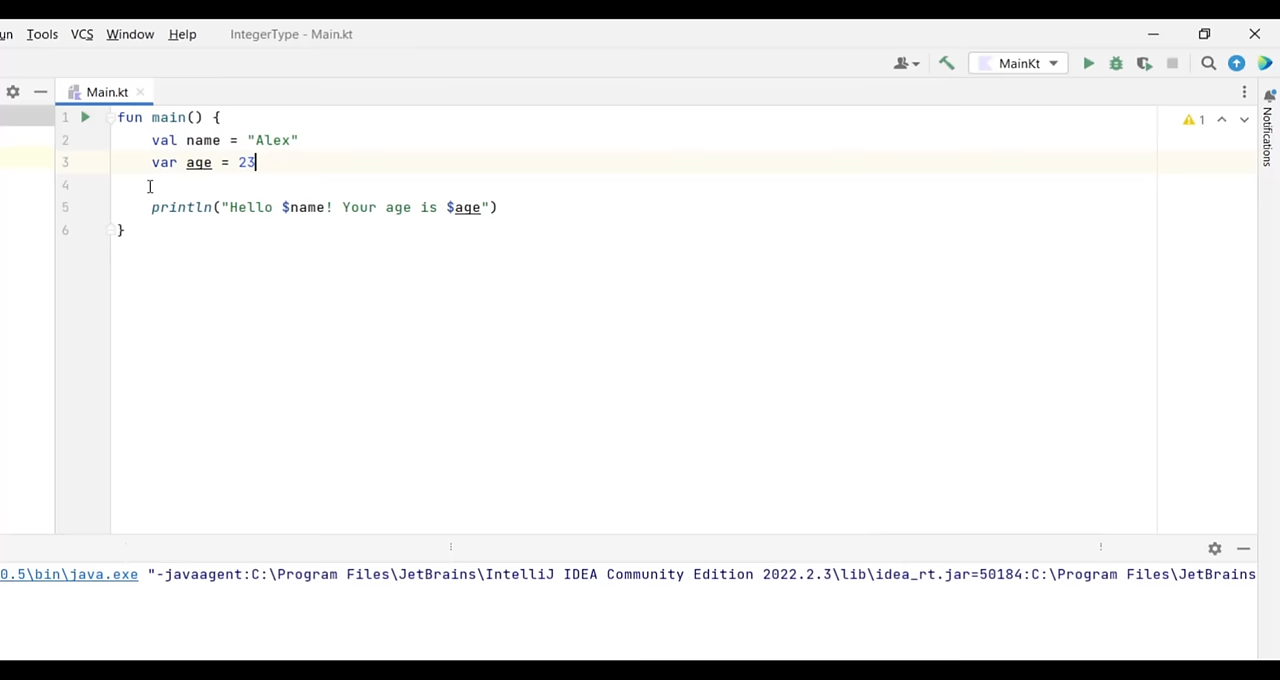 un Tools VCS Window Help IntegerType - Main.kt
MainKt
Main.kt
1 fun main() {
2 val name = "Alex"
3 var age = 23
4
5 println("Hello $name! Your age is $age")
6 }
1
Notifications
0.5\bin\java.exe "-javaagent:C:\Program Files\JetBrains\IntelliJ IDEA Community Edition 2022.2.3\lib\idea_rt.jar=50184:C:\Program Files\JetBrains